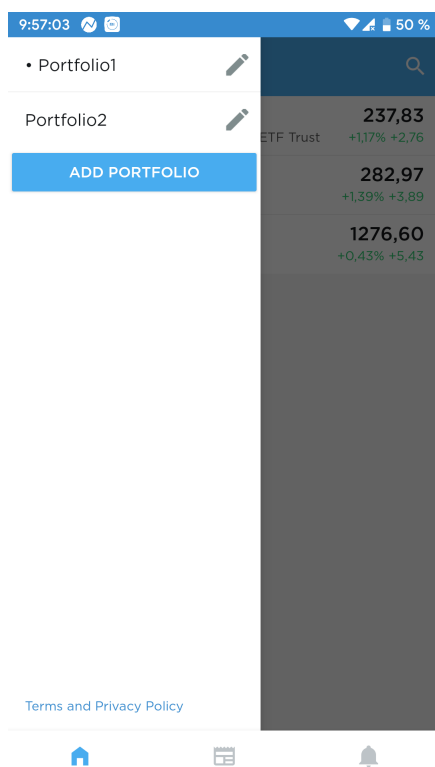 9:57:03 50 %
• Portfolio1
Portfolio2
ADD PORTFOLIO
237,83
ETF Trust +1,17% +2,76
282,97
+1,39% +3,89
1276,60
+0,43% +5,43
Terms and Privacy Policy